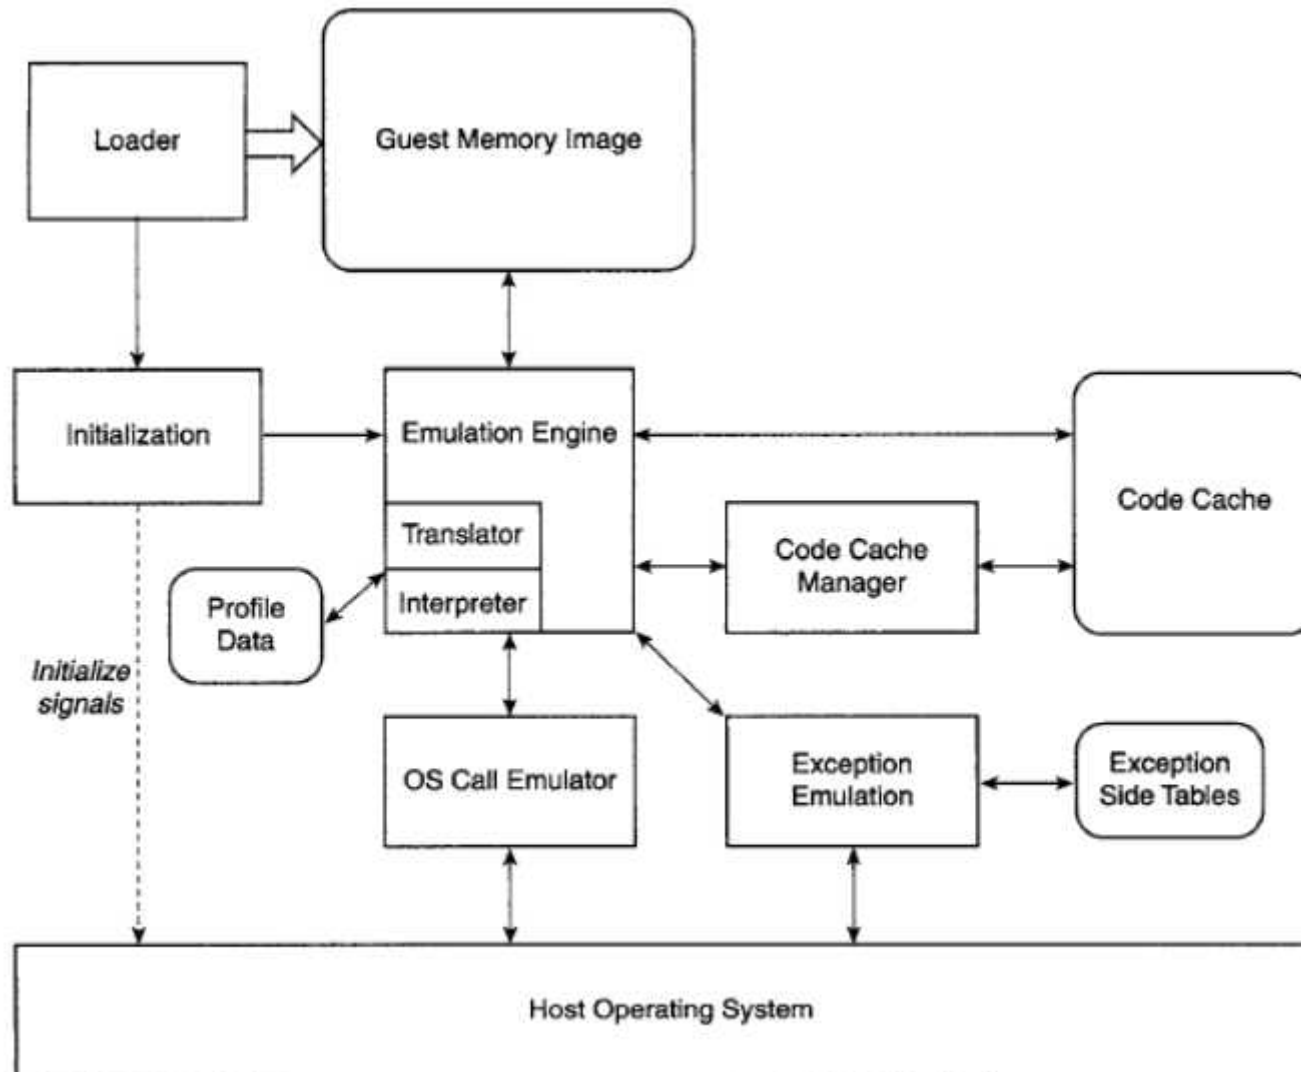 Loader
Guest Memory Image
Initialization
Emulation Engine
Translator
Interpreter
Code Cache
Code Cache
Manager
Profile
Data
Initialize
signals
OS Call Emulator
Exception
Emulation
Exception
Side Tables
Host Operating System